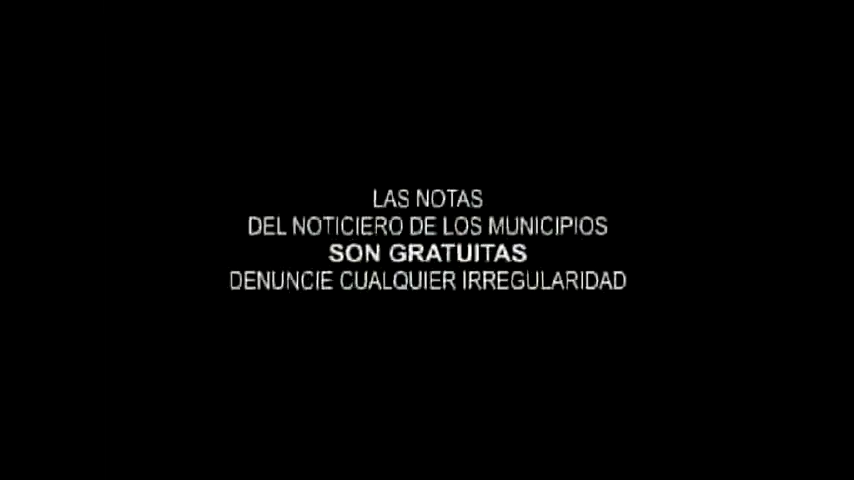 LAS NOTAS
DEL NOTICIERO DE LOS MUNICIPIOS
SON GRATUITAS
DENUNCIE CUALQUIER IRREGULARIDAD